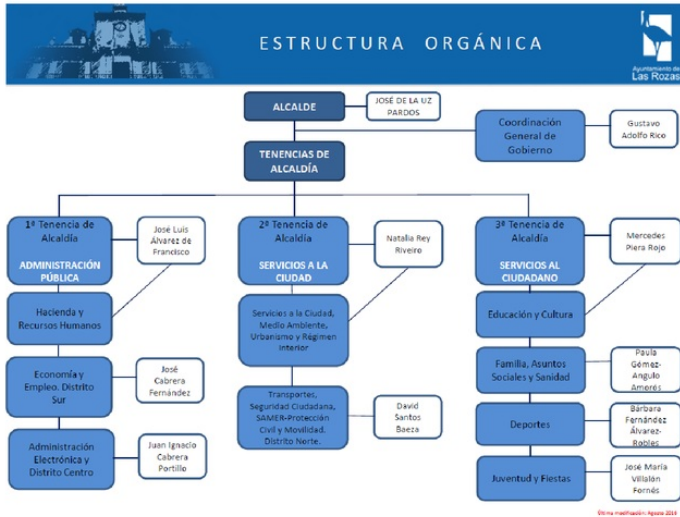 ESTRUCTURA ORGÁNICA
Ayuntamiento de
Las Rozas
ALCALDE
JOSÉ DE LA UZ
PARDOS
Coordinación
General de
Gobierno
Gustavo
Adolfo Rico
TENENCIAS DE
ALCALDÍA
1ª Tenencia de
Alcaldía
ADMINISTRACIÓN
PÚBLICA
José Luis
Álvarez de
Francisco
Hacienda y
Recursos Humanos
Economía y
Empleo. Distrito
Sur
José
Cabrera
Fernández
Administración
Electrónica y
Distrito Centro
Juan Ignacio
Cabrera
Portillo
2ª Tenencia de
Alcaldía
SERVICIOS A LA
CIUDAD
Natalia Rey
Riveiro
Servicios a la Ciudad,
Medio Ambiente,
Urbanismo y Régimen
Interior
Transportes,
Seguridad Ciudadana,
SAMER-Protección
Civil y Movilidad.
Distrito Norte.
David
Santos
Baeza
3ª Tenencia de
Alcaldía
SERVICIOS AL
CIUDADANO
Mercedes
Piera Rojo
Educación y Cultura
Familia, Asuntos
Sociales y Sanidad
Paula
Gómez-
Angulo
Amorós
Deportes
Bárbara
Fernández
Álvarez-
Robles
Juventud y Fiestas
José María
Villalón
Fornés
Última modificación: Agosto 2016